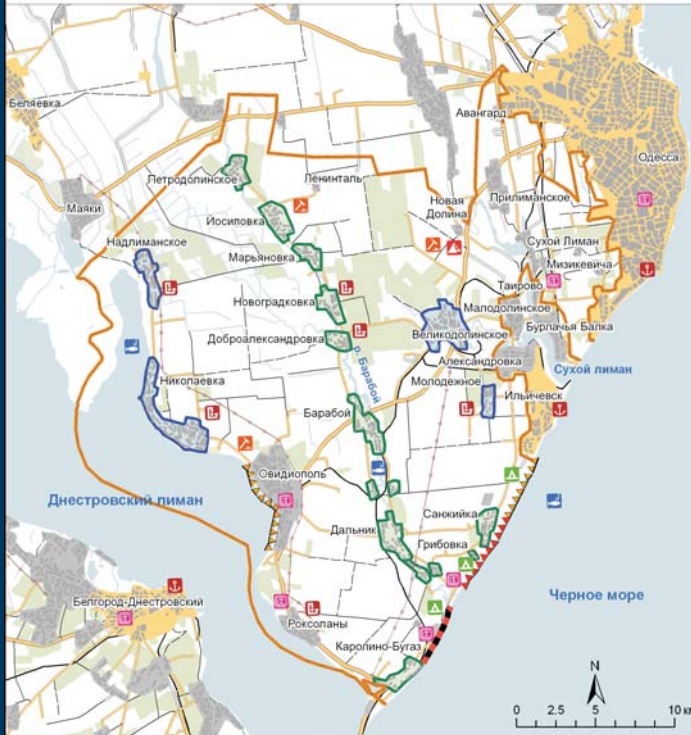 Беляевка
Авангард
Одесса
Петродолинское
Ленинталь
Маяки
Иосиповка
Новая
Долина
Прилиманское
Надлиманское
Марьяновка
Сухой Лиман
Мизикевича
Новоградковка
Таирово
Малодолинское
Доброалександровка
Великодолинское
Бурлачья Балка
р. Барабой
Александровка
Сухой лиман
Николаевка
Молодежное
Ильичевск
Барабой
Овидиополь
Днестровский лиман
Дальник
Санжийка
Грибовка
Белгород-Днестровский
Черное море
Роксоланы
Каролино-Бугаз
N
0 2.5 5 10 км